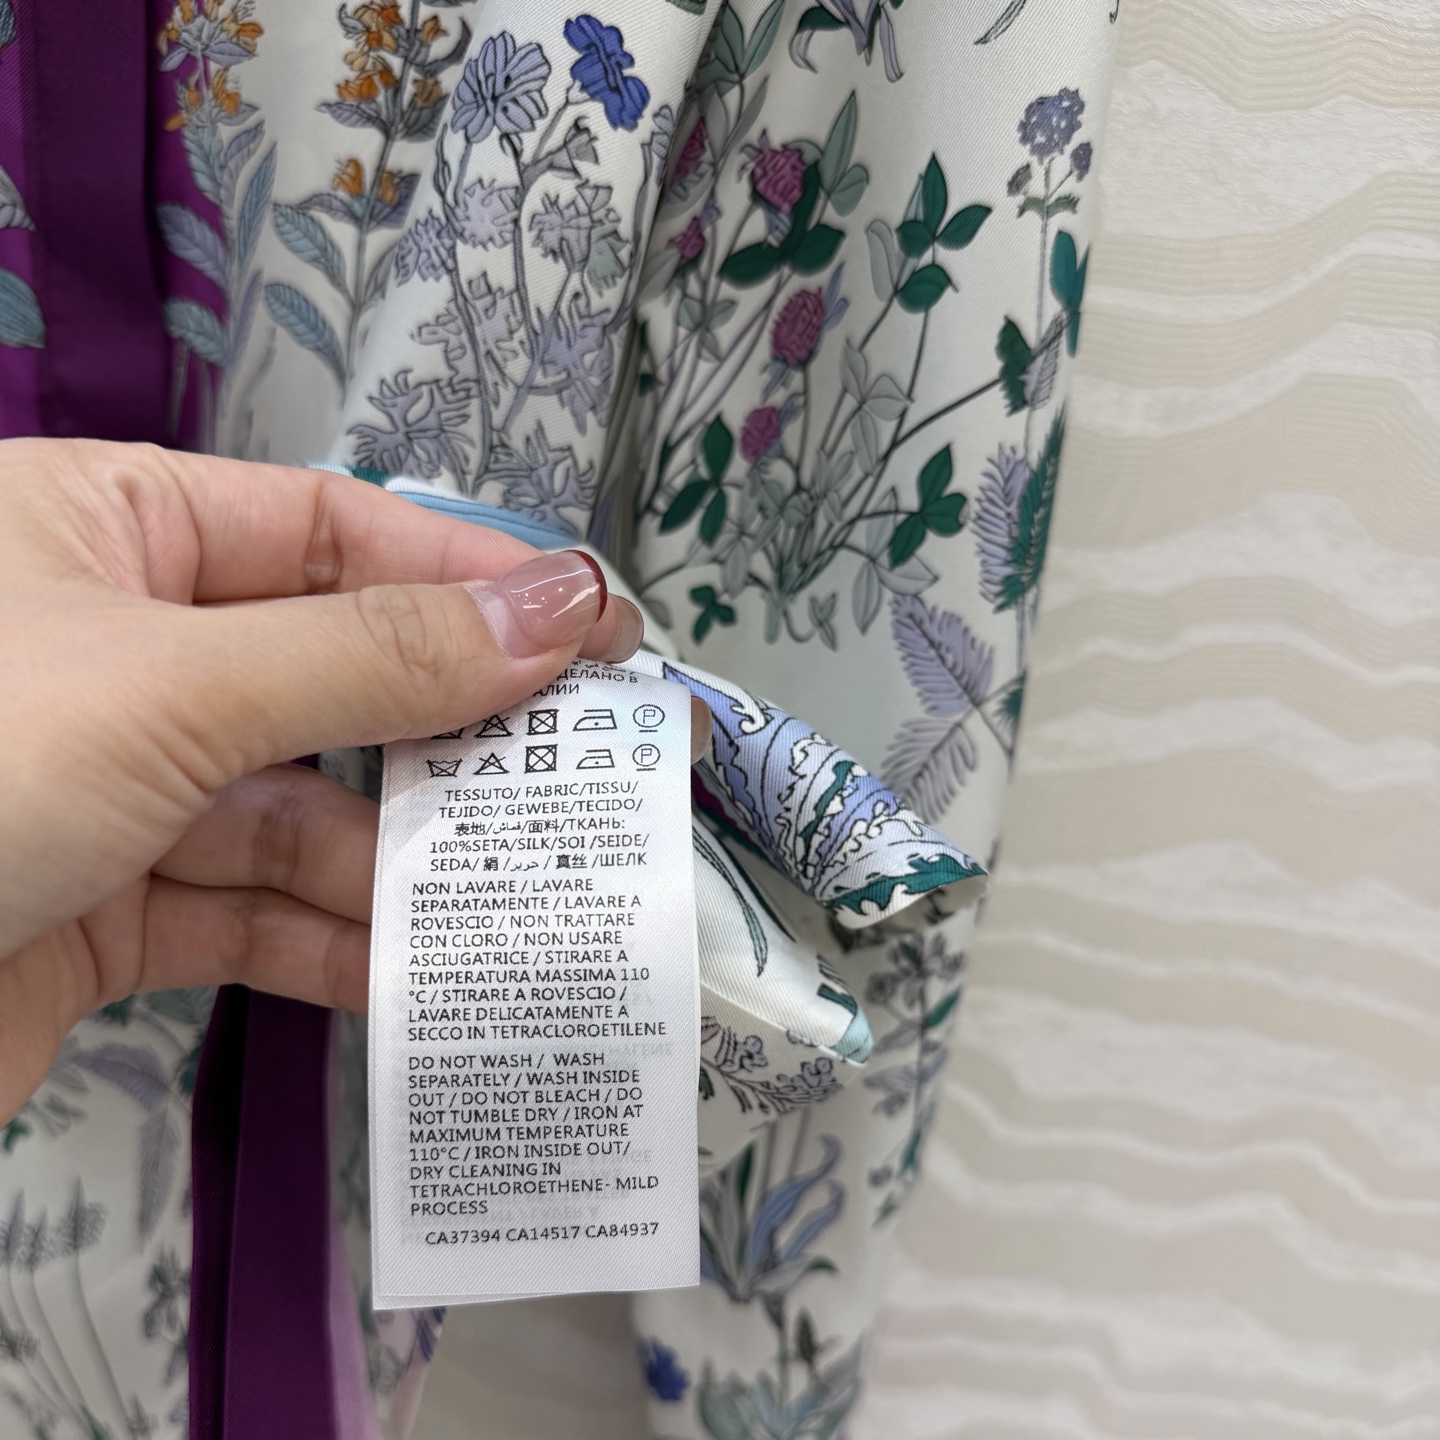 ДЕЛАНО В
TESSUTO/ FABRIC/TISSU/
TEJIDO/ GEWEBE/TECIDO/
表地/قماش/面料/ТКАНЬ:
100%SETA/SILK/SOI /SEIDE/
SEDA/ 絹 /حرير / 真丝 /ШЕЛК
NON LAVARE / LAVARE
SEPARATAMENTE / LAVARE A
ROVESCIO / NON TRATTARE
CON CLORO / NON USARE
ASCIUGATRICE / STIRARE A
TEMPERATURA MASSIMA 110
°C / STIRARE A ROVESCIO /
LAVARE DELICATAMENTE A
SECCO IN TETRACLOROETILENE
DO NOT WASH / WASH
SEPARATELY / WASH INSIDE
OUT / DO NOT BLEACH / DO
NOT TUMBLE DRY / IRON AT
MAXIMUM TEMPERATURE
110°C / IRON INSIDE OUT/
DRY CLEANING IN
TETRACHLOROETHENE- MILD
PROCESS
CA37394 CA14517 CA84937